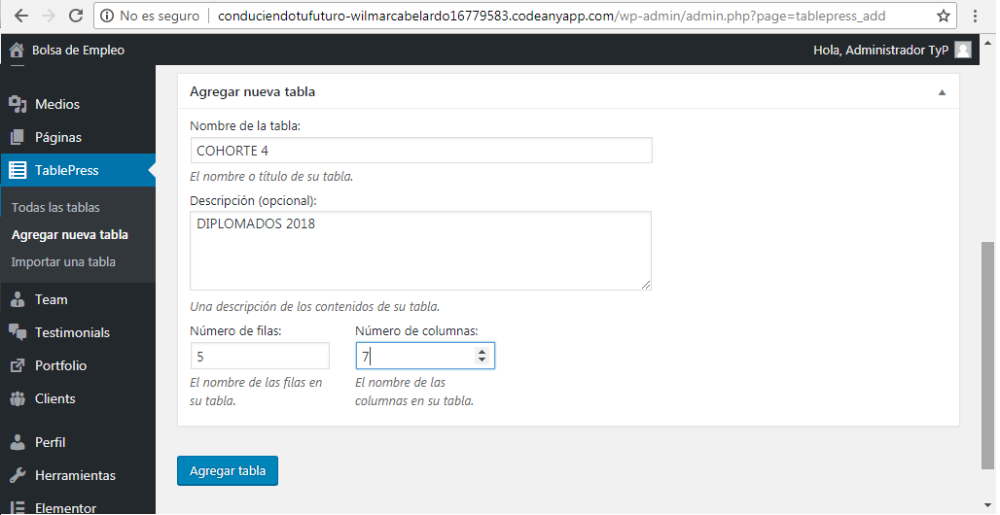 No es seguro
conduciendotufuturo-wilmarcabelardo16779583.codeanyapp.com/wp-admin/admin.php?page=tablepress_add
Bolsa de Empleo
Hola, Administrador TyP
Medios
Páginas
TablePress
Todas las tablas
Agregar nueva tabla
Importar una tabla
Team
Testimonials
Portfolio
Clients
Perfil
Herramientas
Elementor
Agregar nueva tabla
Nombre de la tabla:
COHORTE 4
El nombre o título de su tabla.
Descripción (opcional):
DIPLOMADOS 2018
Una descripción de los contenidos de su tabla.
Número de filas:
5
El nombre de las filas en
su tabla.
Número de columnas:
7
El nombre de las
columnas en su tabla.
Agregar tabla